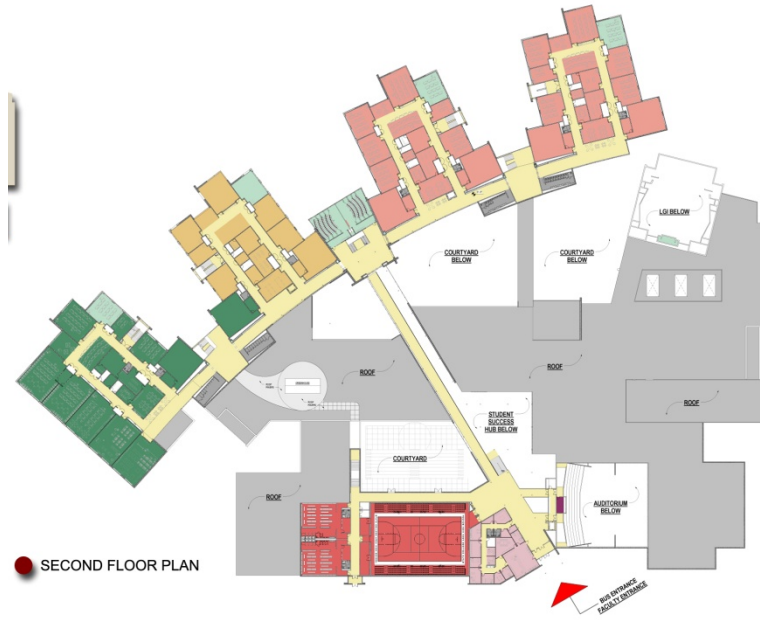 LGI BELOW
COURTYARD
BELOW
COURTYARD
BELOW
ROOF
ROOF
ROOF
STUDENT
SUCCESS
HUB BELOW
COURTYARD
ROOF
AUDITORIUM
BELOW
SECOND FLOOR PLAN
BUS ENTRANCE
FACULTY ENTRANCE